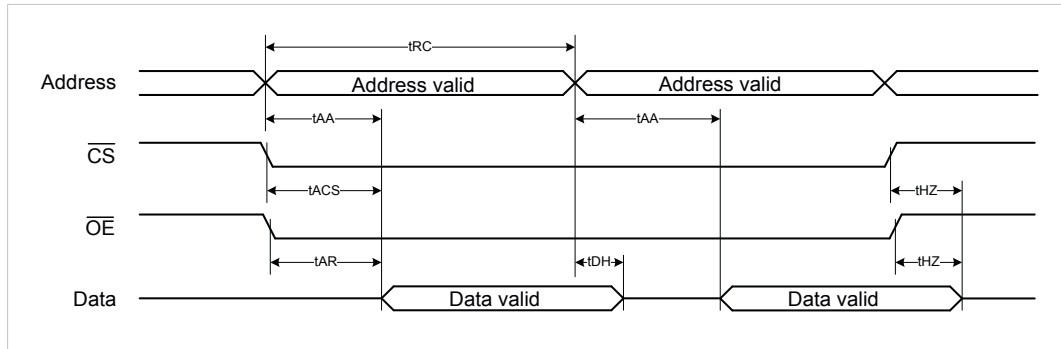 tRC
Address Address valid Address valid
tAA tAA
CS
tACS tHZ
OE
tAR tDH tHZ
Data Data valid Data valid